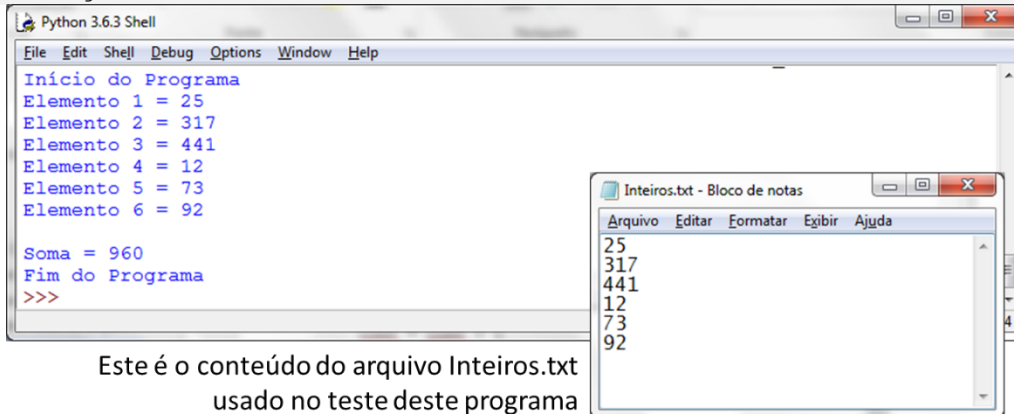 Python 3.6.3 Shell
File Edit Shell Debug Options Window Help
Início do Programa
Elemento 1 = 25
Elemento 2 = 317
Elemento 3 = 441
Elemento 4 = 12
Elemento 5 = 73
Elemento 6 = 92
Soma = 960
Fim do Programa
>>>
Inteiros.txt - Bloco de notas
Arquivo Editar Formatar Exibir Ajuda
25
317
441
12
73
92
4
Este é o conteúdo do arquivo Inteiros.txt
usado no teste deste programa